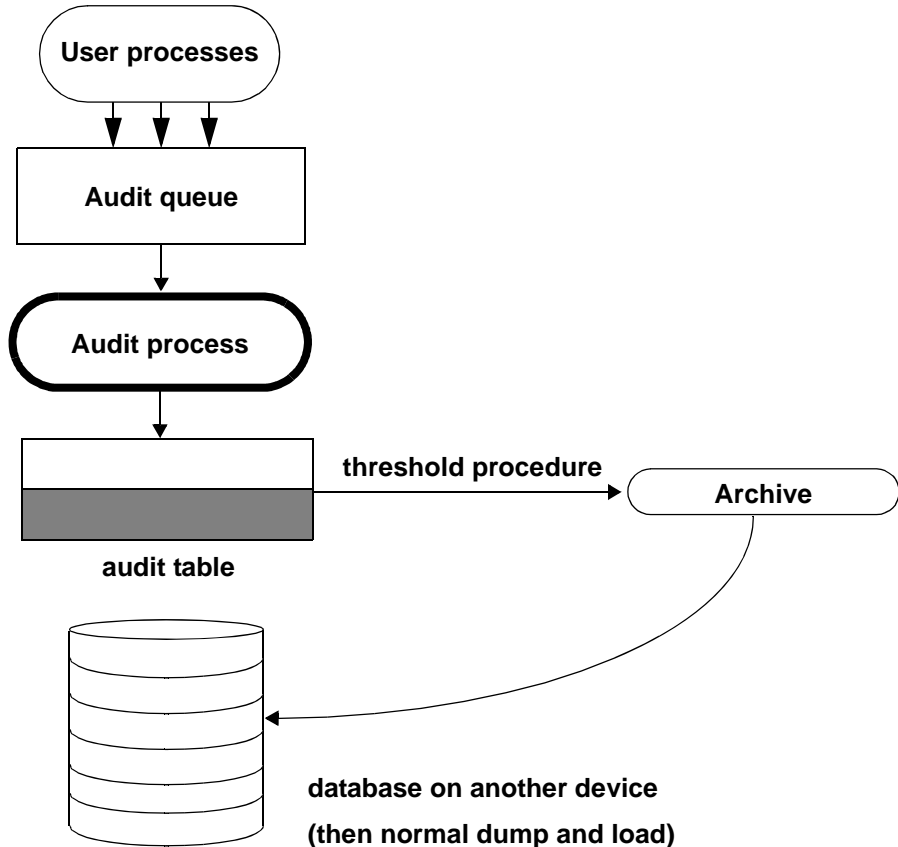 User processes
Audit queue
Audit process
threshold procedure
Archive
audit table
database on another device
(then normal dump and load)